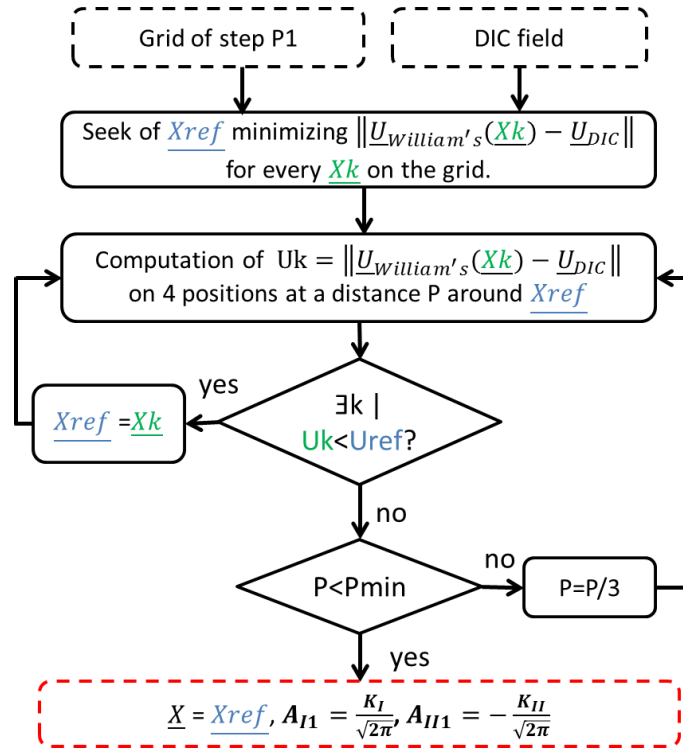 Grid of step P1
DIC field
Seek of Xref minimizing ‖U_William's(Xk) − U_DIC‖
for every Xk on the grid.
Computation of Uk = ‖U_William's(Xk) − U_DIC‖
on 4 positions at a distance P around Xref
yes
∃k |
Uk<Uref?
Xref =Xk
no
P<Pmin
no
P=P/3
yes
X = Xref, A_I1 = K_I/√2π, A_II1 = − K_II/√2π